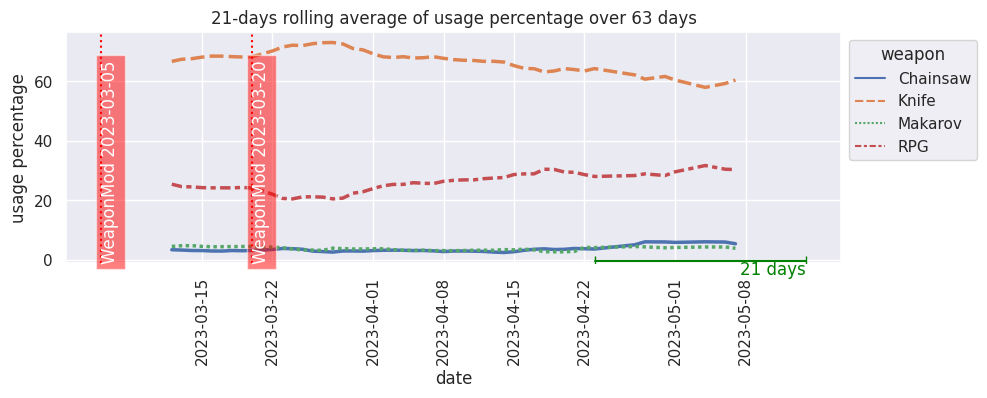 21-days rolling average of usage percentage over 63 days
usage percentage
60
40
20
0
WeaponMod 2023-03-05
WeaponMod 2023-03-20
weapon
Chainsaw
Knife
Makarov
RPG
21 days
2023-03-15
2023-03-22
2023-04-01
2023-04-08
2023-04-15
2023-04-22
2023-05-01
2023-05-08
date